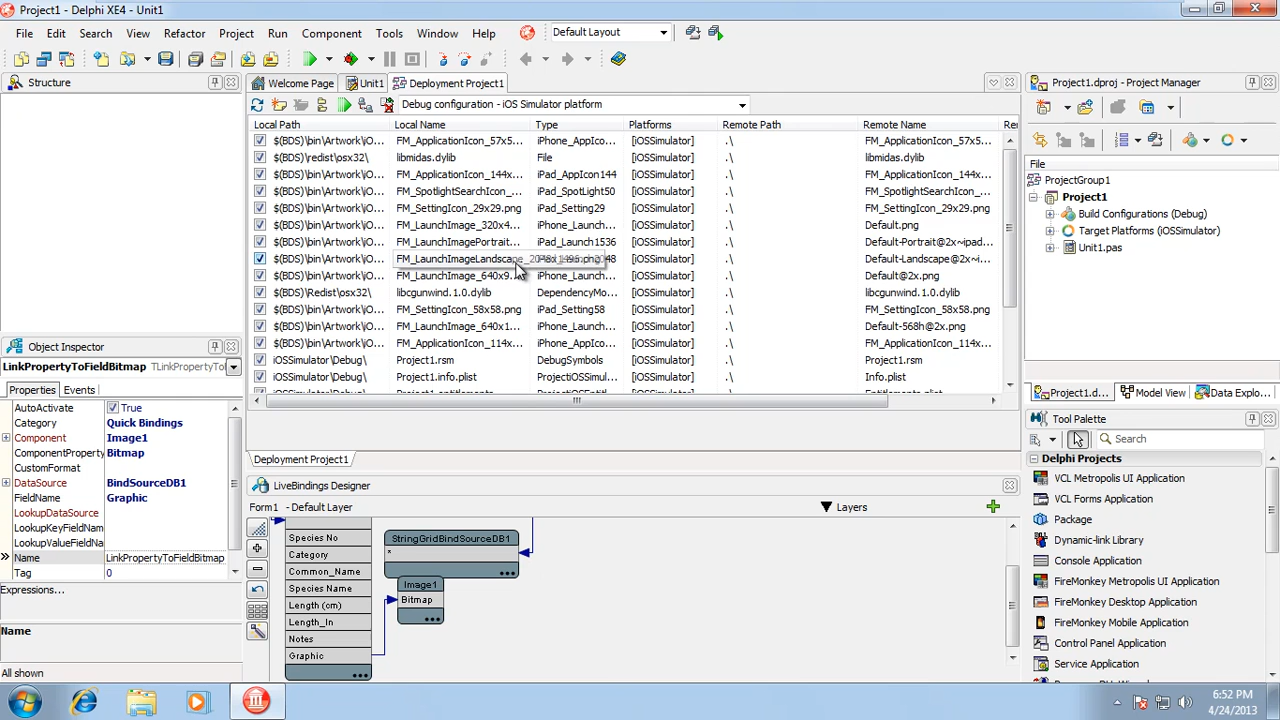 Project1 - Delphi XE4 - Unit1
File Edit Search View Refactor Project Run Component Tools Window Help
Default Layout
Structure
Welcome Page Unit1 Deployment Project1
Project1.dproj - Project Manager
Debug configuration - iOS Simulator platform
Local Path Local Name Type Platforms Remote Path Remote Name
$(BDS)\bin\Artwork\iO... FM_ApplicationIcon_57x5... iPhone_AppIco... [iOSSimulator] .\ FM_ApplicationIcon_57x5...
$(BDS)\redist\osx32\ libmidas.dylib File [iOSSimulator] .\ libmidas.dylib
$(BDS)\bin\Artwork\iO... FM_ApplicationIcon_144x... iPad_AppIcon144 [iOSSimulator] .\ FM_ApplicationIcon_144x...
$(BDS)\bin\Artwork\iO... FM_SpotlightSearchIcon_... iPad_SpotLight50 [iOSSimulator] .\ FM_SpotlightSearchIcon_...
$(BDS)\bin\Artwork\iO... FM_SettingIcon_29x29.png iPad_Setting29 [iOSSimulator] .\ FM_SettingIcon_29x29.png
$(BDS)\bin\Artwork\iO... FM_LaunchImage_320x4... iPhone_Launch... [iOSSimulator] .\ Default.png
$(BDS)\bin\Artwork\iO... FM_LaunchImagePortrait... iPad_Launch1536 [iOSSimulator] .\ Default-Portrait@2x~ipad...
$(BDS)\bin\Artwork\iO... FM_LaunchImageLandscape_ [iOSSimulator] .\ Default-Landscape@2x~i...
$(BDS)\bin\Artwork\iO... FM_LaunchImage_640x9... iPhone_Launch... [iOSSimulator] .\ Default@2x.png
$(BDS)\Redist\osx32\ libcgunwind.1.0.dylib DependencyMo... [iOSSimulator] .\ libcgunwind.1.0.dylib
$(BDS)\bin\Artwork\iO... FM_SettingIcon_58x58.png iPad_Setting58 [iOSSimulator] .\ FM_SettingIcon_58x58.png
$(BDS)\bin\Artwork\iO... FM_LaunchImage_640x1... iPhone_Launch... [iOSSimulator] .\ Default-568h@2x.png
$(BDS)\bin\Artwork\iO... FM_ApplicationIcon_114x... iPhone_AppIco... [iOSSimulator] .\ FM_ApplicationIcon_114x...
iOSSimulator\Debug\ Project1.rsm DebugSymbols [iOSSimulator] .\ Project1.rsm
iOSSimulator\Debug\ Project1.info.plist ProjectiOSSimul... [iOSSimulator] .\ Info.plist
File
ProjectGroup1
Project1
Build Configurations (Debug)
Target Platforms (iOSSimulator)
Unit1.pas
Project1.d... Model View Data Explo...
Object Inspector
LinkPropertyToFieldBitmap TLinkPropertyToFi
Properties Events
AutoActivate True
Category Quick Bindings
Component Image1
ComponentProperty Bitmap
CustomFormat
DataSource BindSourceDB1
FieldName Graphic
LookupDataSource
LookupKeyFieldNam
LookupValueFieldNam
Name LinkPropertyToFieldBitmap
Tag 0
Expressions...
Name
All shown
Deployment Project1
LiveBindings Designer
Form1 - Default Layer
Layers
Species No
Category
Common_Name
Species Name
Length (cm)
Length_In
Notes
Graphic
StringGridBindSourceDB1
*
Image1
Bitmap
Tool Palette
Search
Delphi Projects
VCL Metropolis UI Application
VCL Forms Application
Package
Dynamic-link Library
Console Application
FireMonkey Metropolis UI Application
FireMonkey Desktop Application
FireMonkey Mobile Application
Control Panel Application
Service Application
6:52 PM
4/24/2013